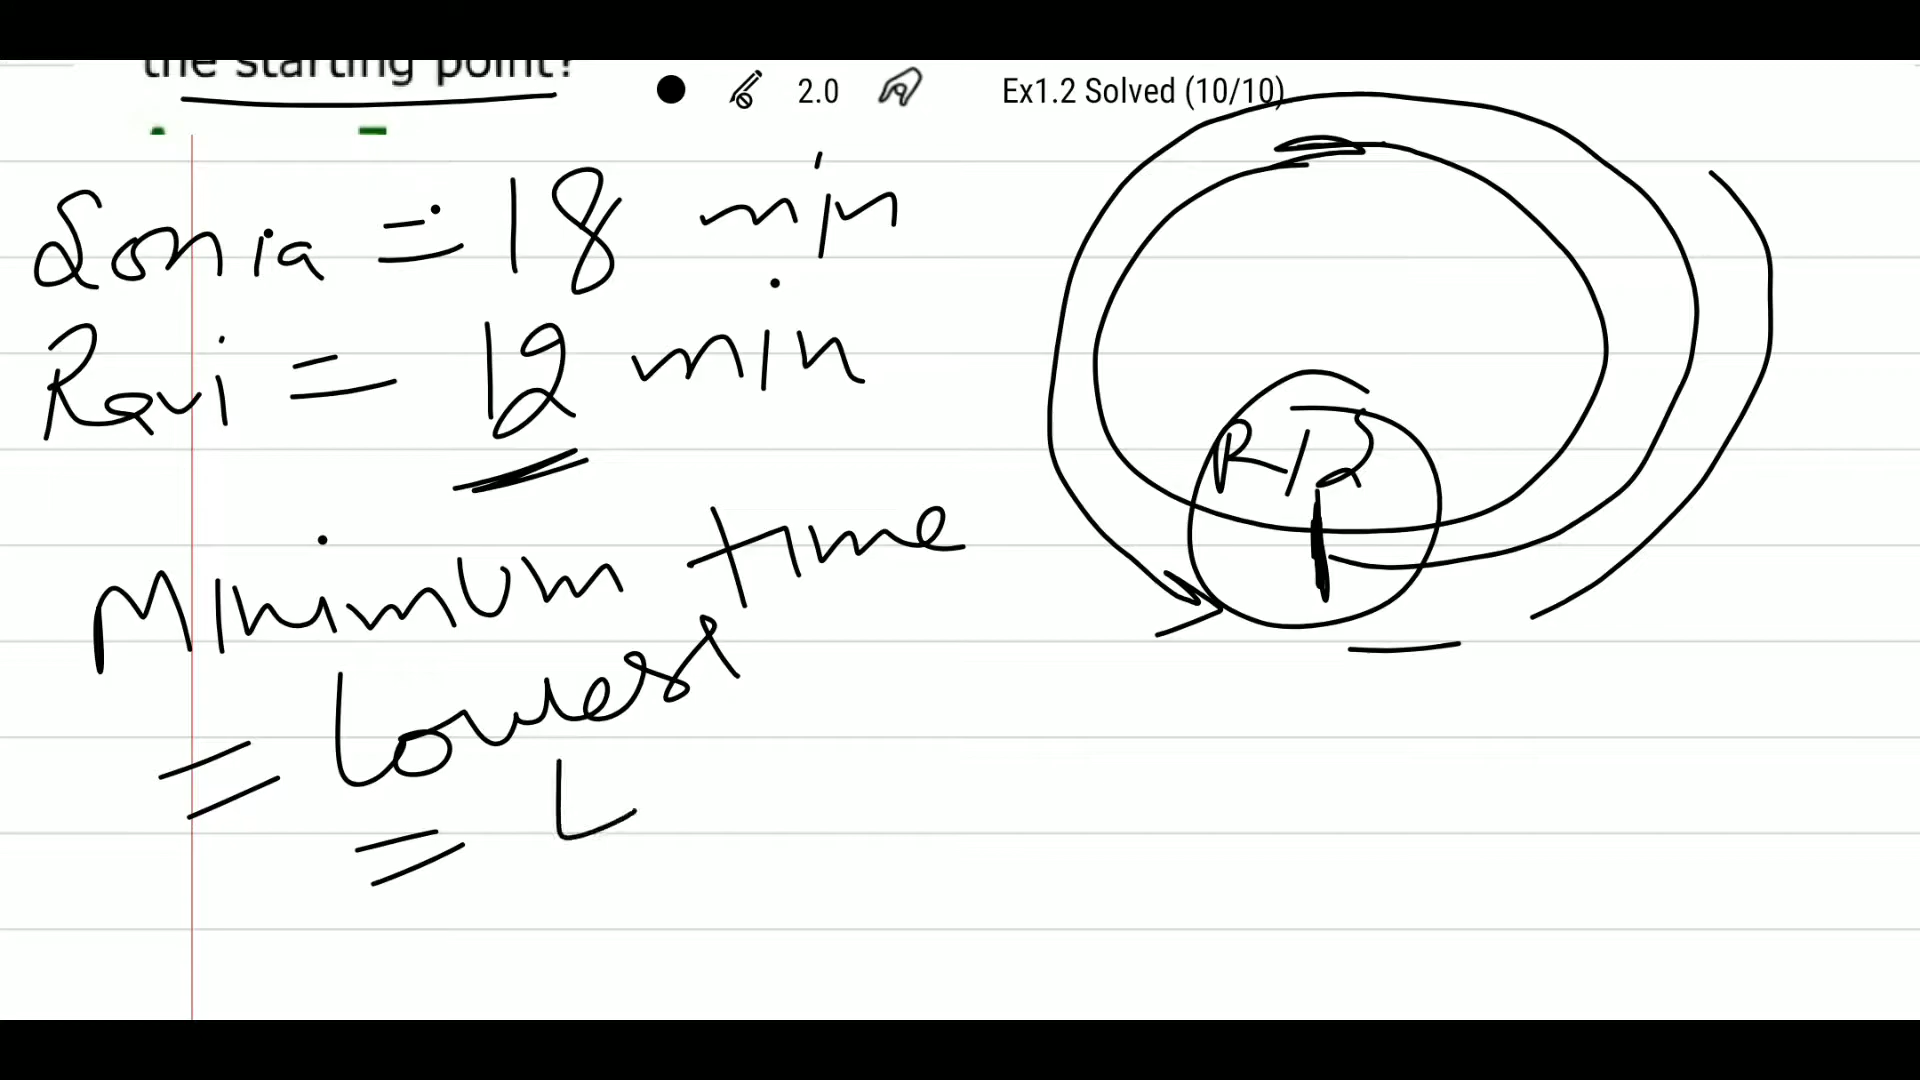 the starting point?
2.0 Ex1.2 Solved (10/10)
Sonia = 18 min
Ravi = 12 min
R/S
Minimum time
= Lowest
= L